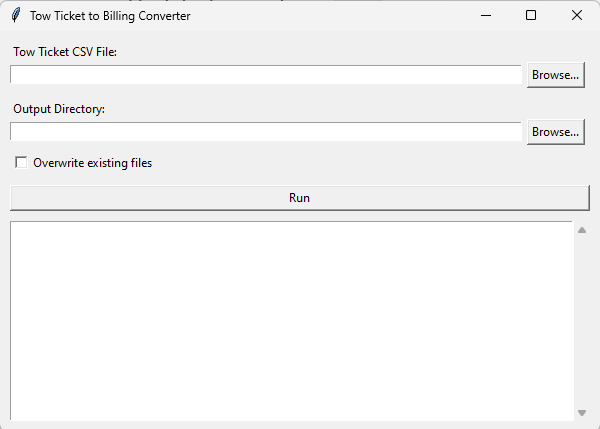 Tow Ticket to Billing Converter
Tow Ticket CSV File:
Browse...
Output Directory:
Browse...
Overwrite existing files
Run